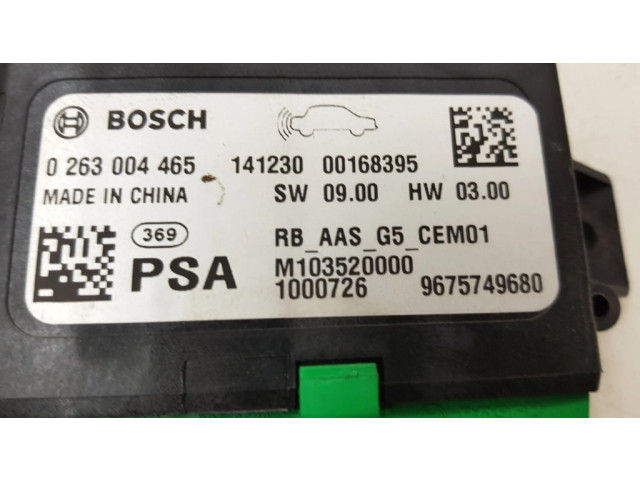 BOSCH
0 263 004 465 141230 00168395
MADE IN CHINA SW 09.00 HW 03.00
369 RB_AAS_G5_CEM01
PSA M103520000
1000726 9675749680